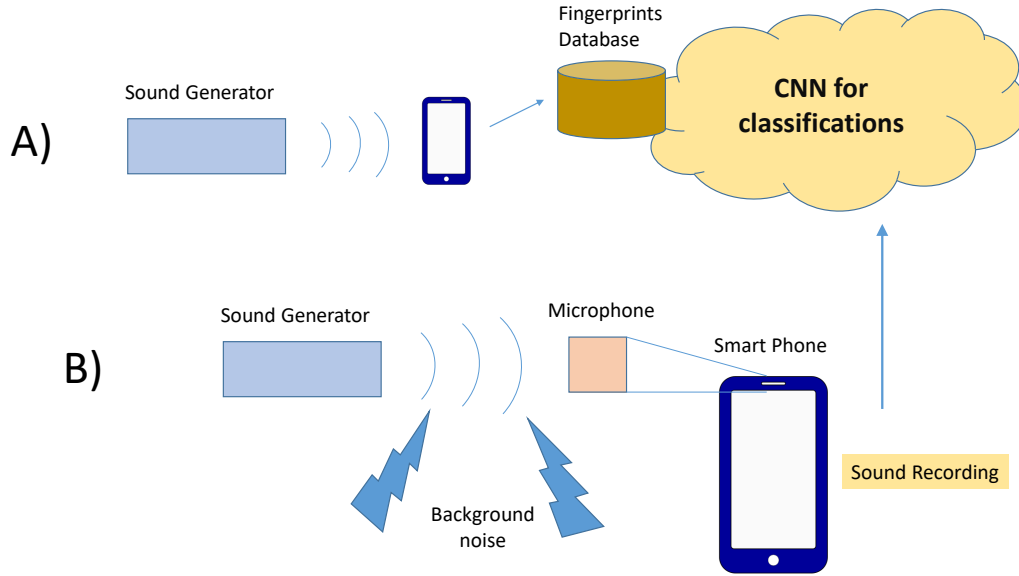 Fingerprints
Database
Sound Generator
CNN for
classifications
A)
Sound Generator
Microphone
Smart Phone
B)
Sound Recording
Background
noise